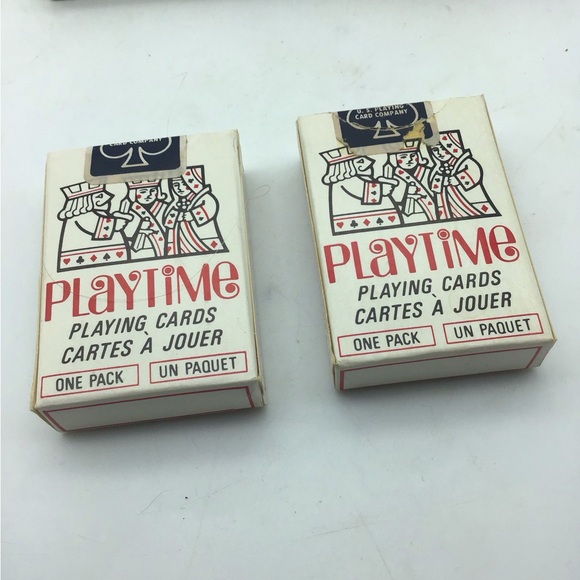 CARD COMPANY
PLAYTIME
PLAYING CARDS
CARTES À JOUER
ONE PACK
UN PAQUET
U. S. PLAYING
CARD COMPANY
PLAYTIME
PLAYING CARDS
CARTES À JOUER
ONE PACK
UN PAQUET